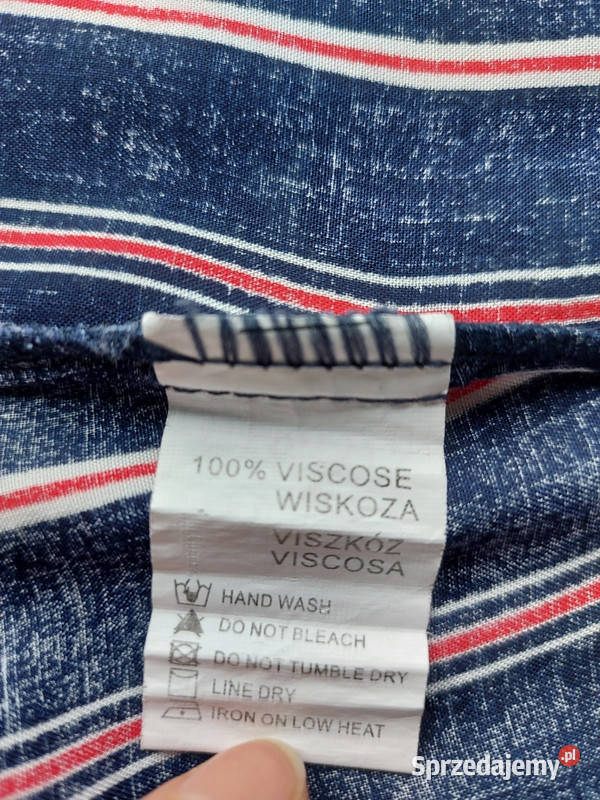 100% VISCOSE
WISKOZA
VISZKÓZ
VISCOSA
HAND WASH
DO NOT BLEACH
DO NOT TUMBLE DRY
LINE DRY
IRON ON LOW HEAT
Sprzedajemy.pl